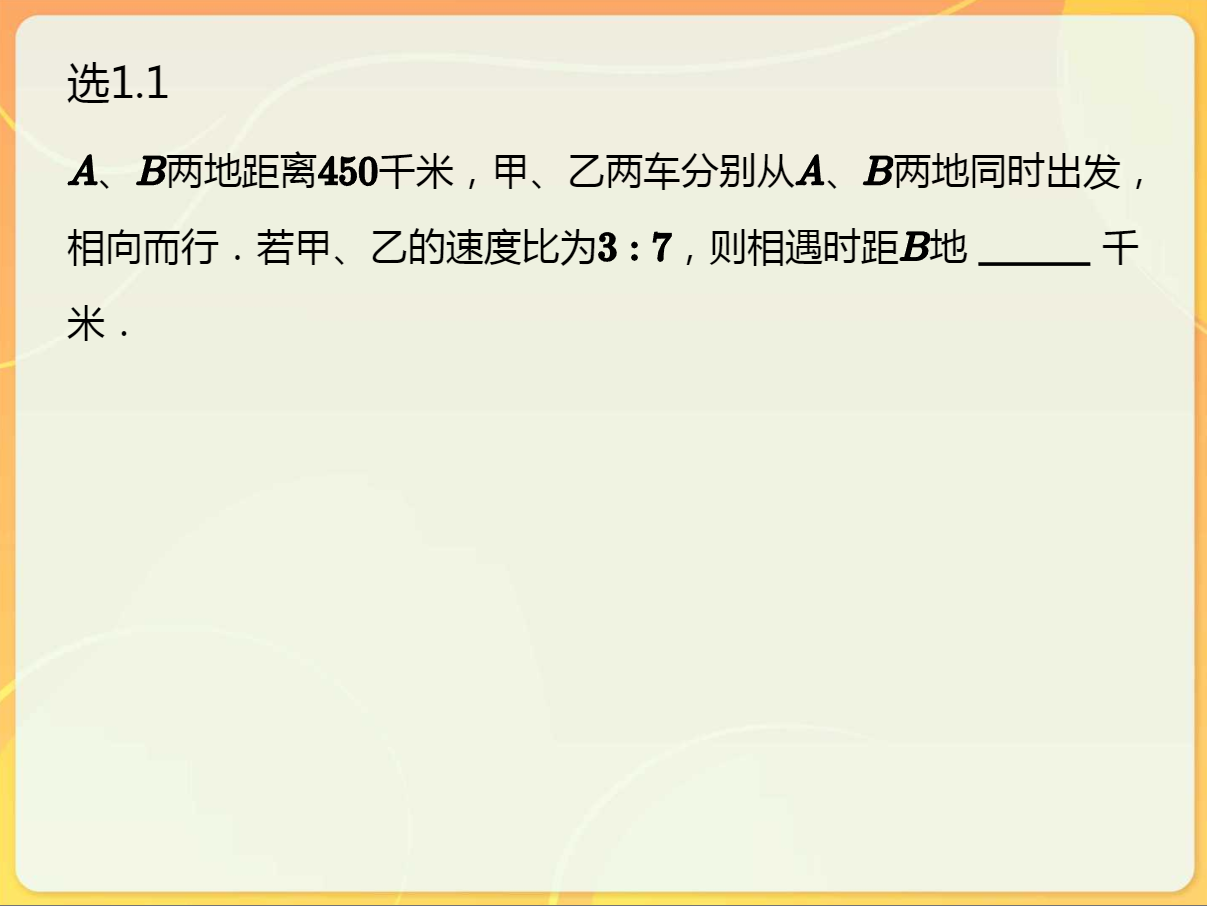 选1.1
A、B两地距离450千米，甲、乙两车分别从A、B两地同时出发，
相向而行．若甲、乙的速度比为3 : 7，则相遇时距B地 ______ 千
米．